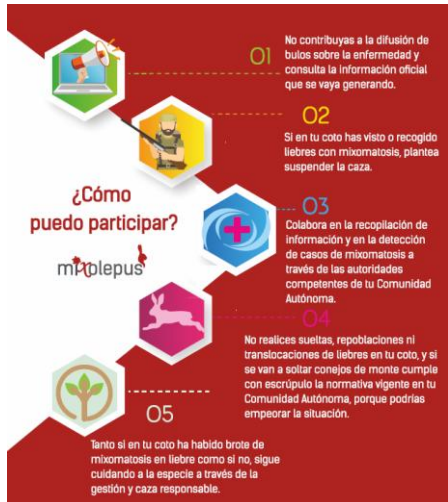 01
No contribuyas a la difusión de
bulos sobre la enfermedad y
consulta la información oficial
que se vaya generando.
02
Si en tu coto has visto o recogido
liebres con mixomatosis, plantea
suspender la caza.
¿Cómo
puedo participar?
mixolepus
03
Colabora en la recopilación de
información y en la detección
de casos de mixomatosis a
través de las autoridades
competentes de tu Comunidad
Autónoma.
04
No realices sueltas, repoblaciones ni
translocaciones de liebres en tu coto, y si
se van a soltar conejos de monte cumple
con escrúpulo la normativa vigente en tu
Comunidad Autónoma, porque podrías
empeorar la situación.
05
Tanto si en tu coto ha habido brote de
mixomatosis en liebre como si no, sigue
cuidando a la especie a través de la
gestión y caza responsable.